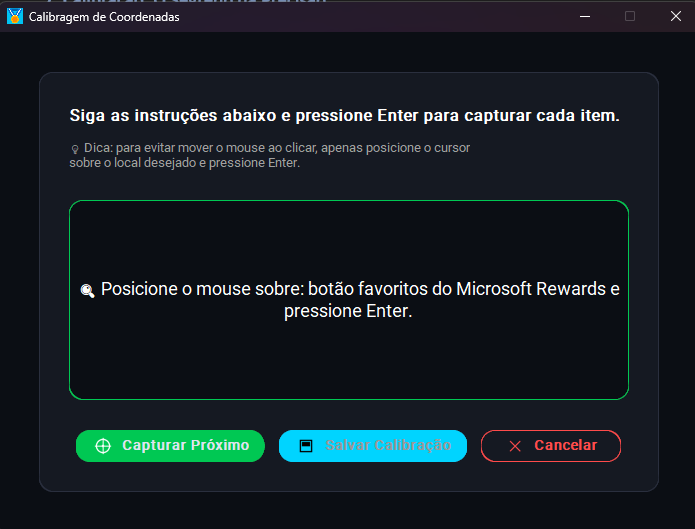 Calibragem de Coordenadas
Siga as instruções abaixo e pressione Enter para capturar cada item.
Dica: para evitar mover o mouse ao clicar, apenas posicione o cursor
sobre o local desejado e pressione Enter.
Posicione o mouse sobre: botão favoritos do Microsoft Rewards e
pressione Enter.
Capturar Próximo
Salvar Calibração
Cancelar